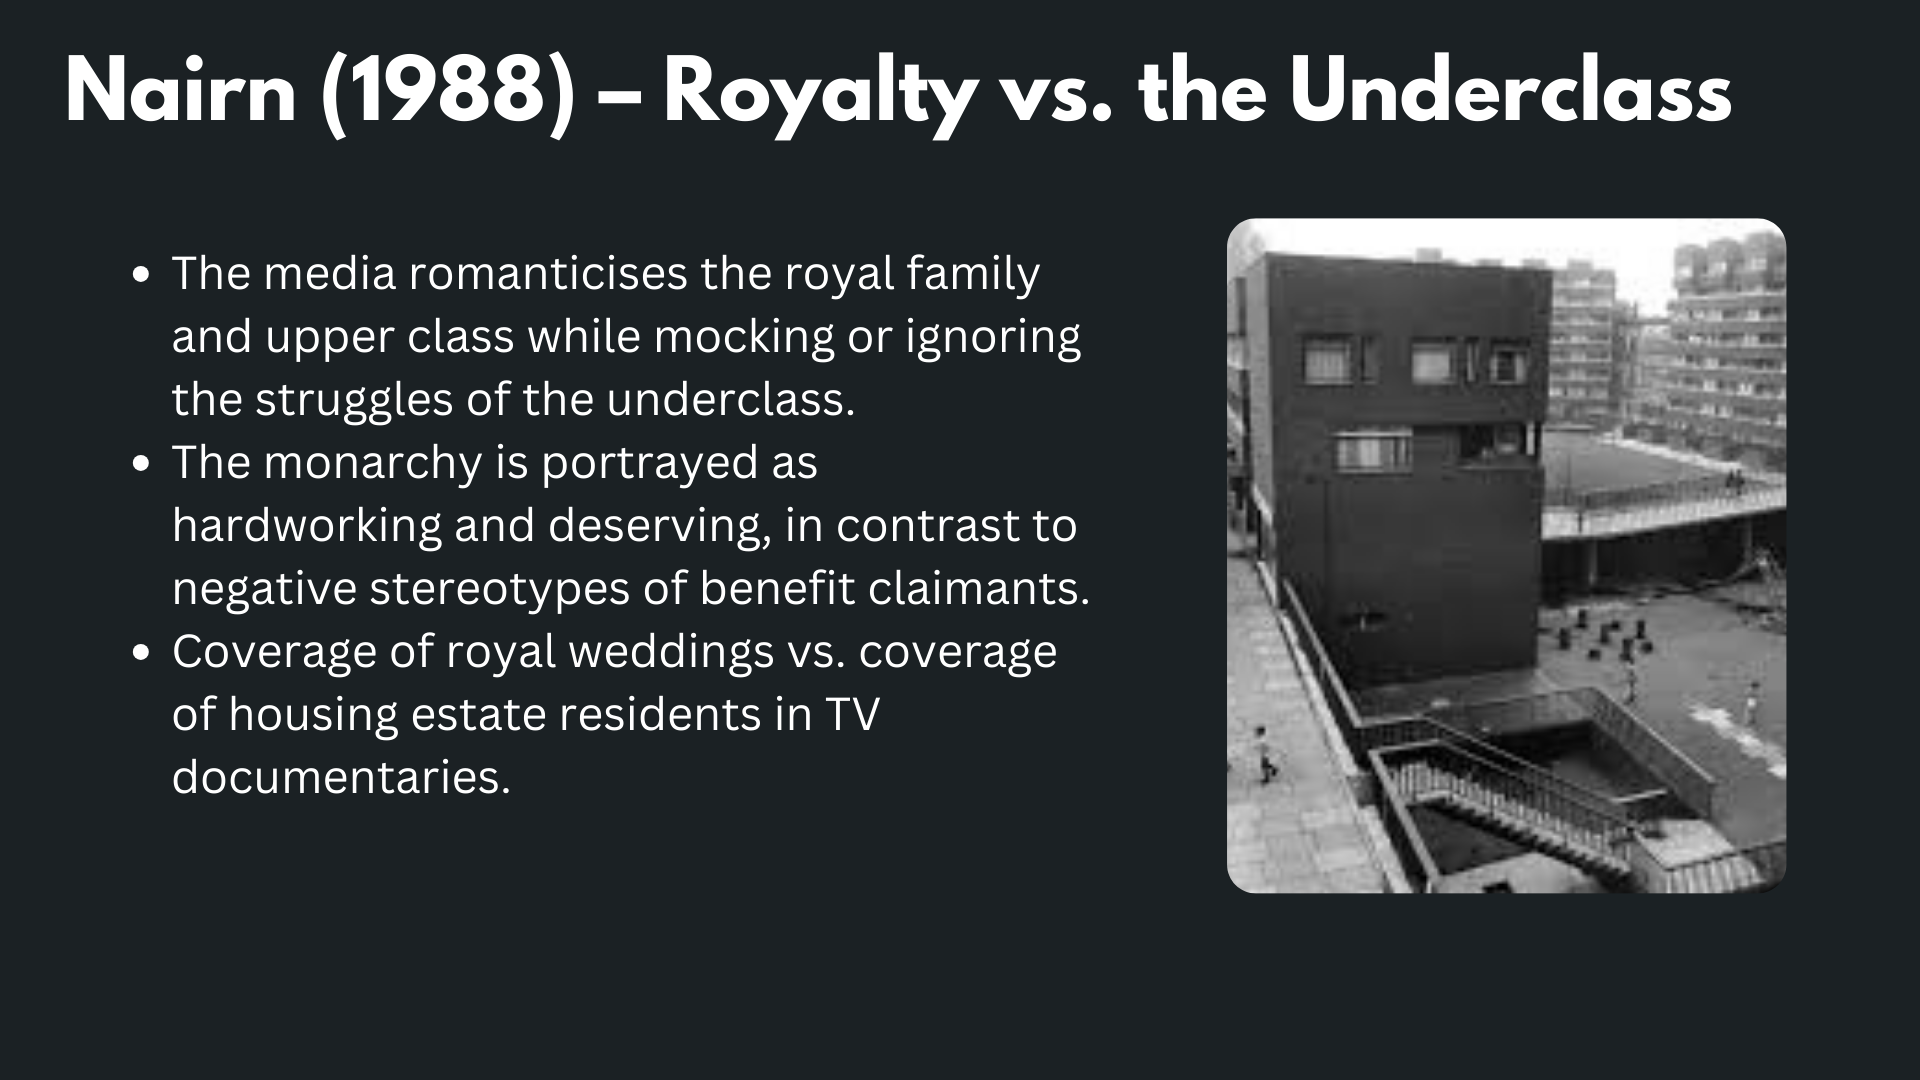 Nairn (1988) – Royalty vs. the Underclass
• The media romanticises the royal family
and upper class while mocking or ignoring
the struggles of the underclass.
• The monarchy is portrayed as
hardworking and deserving, in contrast to
negative stereotypes of benefit claimants.
• Coverage of royal weddings vs. coverage
of housing estate residents in TV
documentaries.